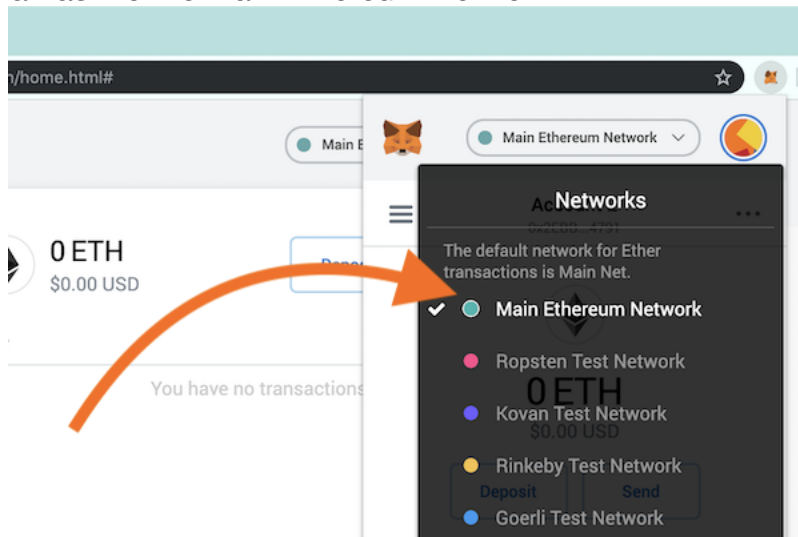 n/home.html#
Main E
Main Ethereum Network
Networks
The default network for Ether
transactions is Main Net.
0 ETH
$0.00 USD
Main Ethereum Network
Ropsten Test Network
You have no transactions
0 ETH
Kovan Test Network
$0.00 USD
Rinkeby Test Network
Deposit
Send
Goerli Test Network